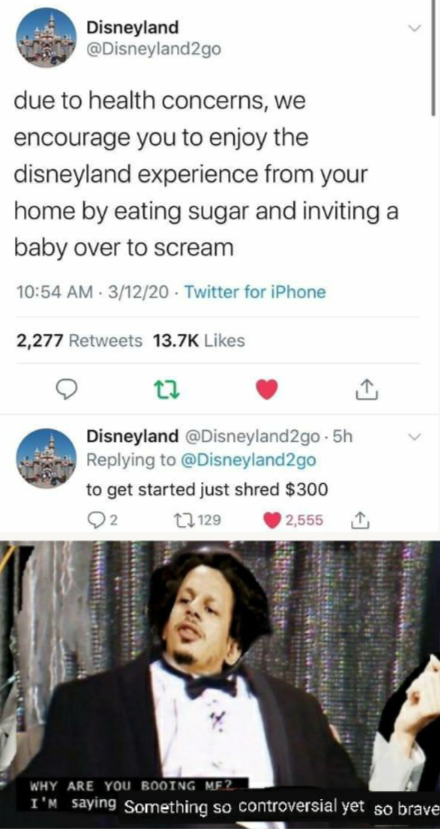 Disneyland
@Disneyland2go
due to health concerns, we
encourage you to enjoy the
disneyland experience from your
home by eating sugar and inviting a
baby over to scream
10:54 AM · 3/12/20 · Twitter for iPhone
2,277 Retweets 13.7K Likes
Disneyland @Disneyland2go · 5h
Replying to @Disneyland2go
to get started just shred $300
2 129 2,555
WHY ARE YOU BOOING ME?
I'M saying Something so controversial yet so brave